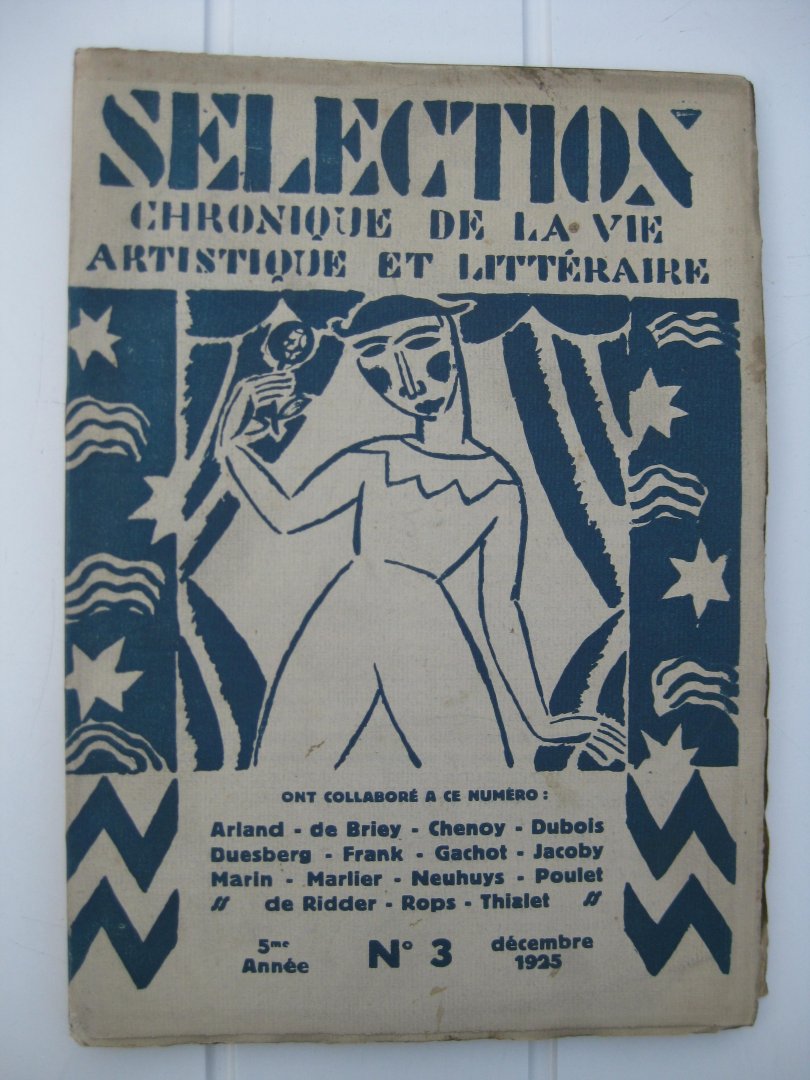 SELECTION
CHRONIQUE DE LA VIE
ARTISTIQUE ET LITTÉRAIRE
ONT COLLABORÉ A CE NUMÉRO :
Arland - de Briey - Chenoy - Dubois
Duesberg - Frank - Gachot - Jacoby
Marin - Marlier - Neuhuys - Poulet
de Ridder - Rops - Thialet
5me Année N° 3 décembre 1925